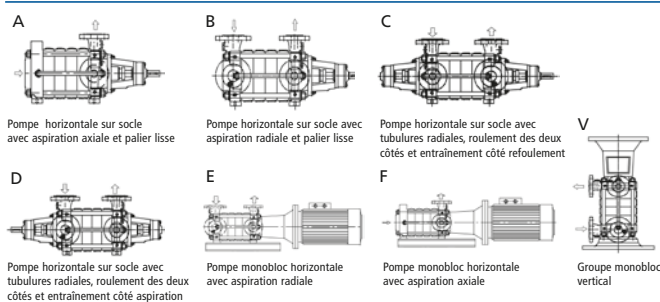 A
Pompe horizontale sur socle
avec aspiration axiale et palier lisse
B
Pompe horizontale sur socle avec
aspiration radiale et palier lisse
C
Pompe horizontale sur socle avec
tubulures radiales, roulement des deux
côtés et entraînement côté refoulement
D
Pompe horizontale sur socle avec
tubulures radiales, roulement des deux
côtés et entraînement côté aspiration
E
Pompe monobloc horizontale
avec aspiration radiale
F
Pompe monobloc horizontale
avec aspiration axiale
V
Groupe monobloc
vertical